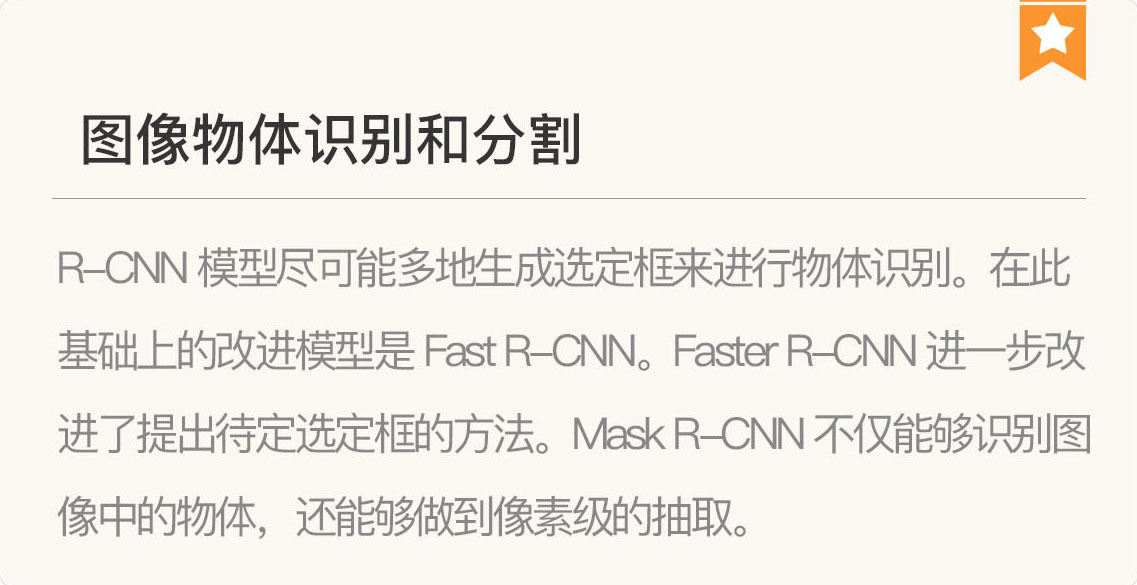 图像物体识别和分割
R-CNN 模型尽可能多地生成选定框来进行物体识别。在此
基础上的改进模型是 Fast R-CNN。Faster R-CNN 进一步改
进了提出待定选定框的方法。Mask R-CNN 不仅能够识别图
像中的物体，还能够做到像素级的抽取。